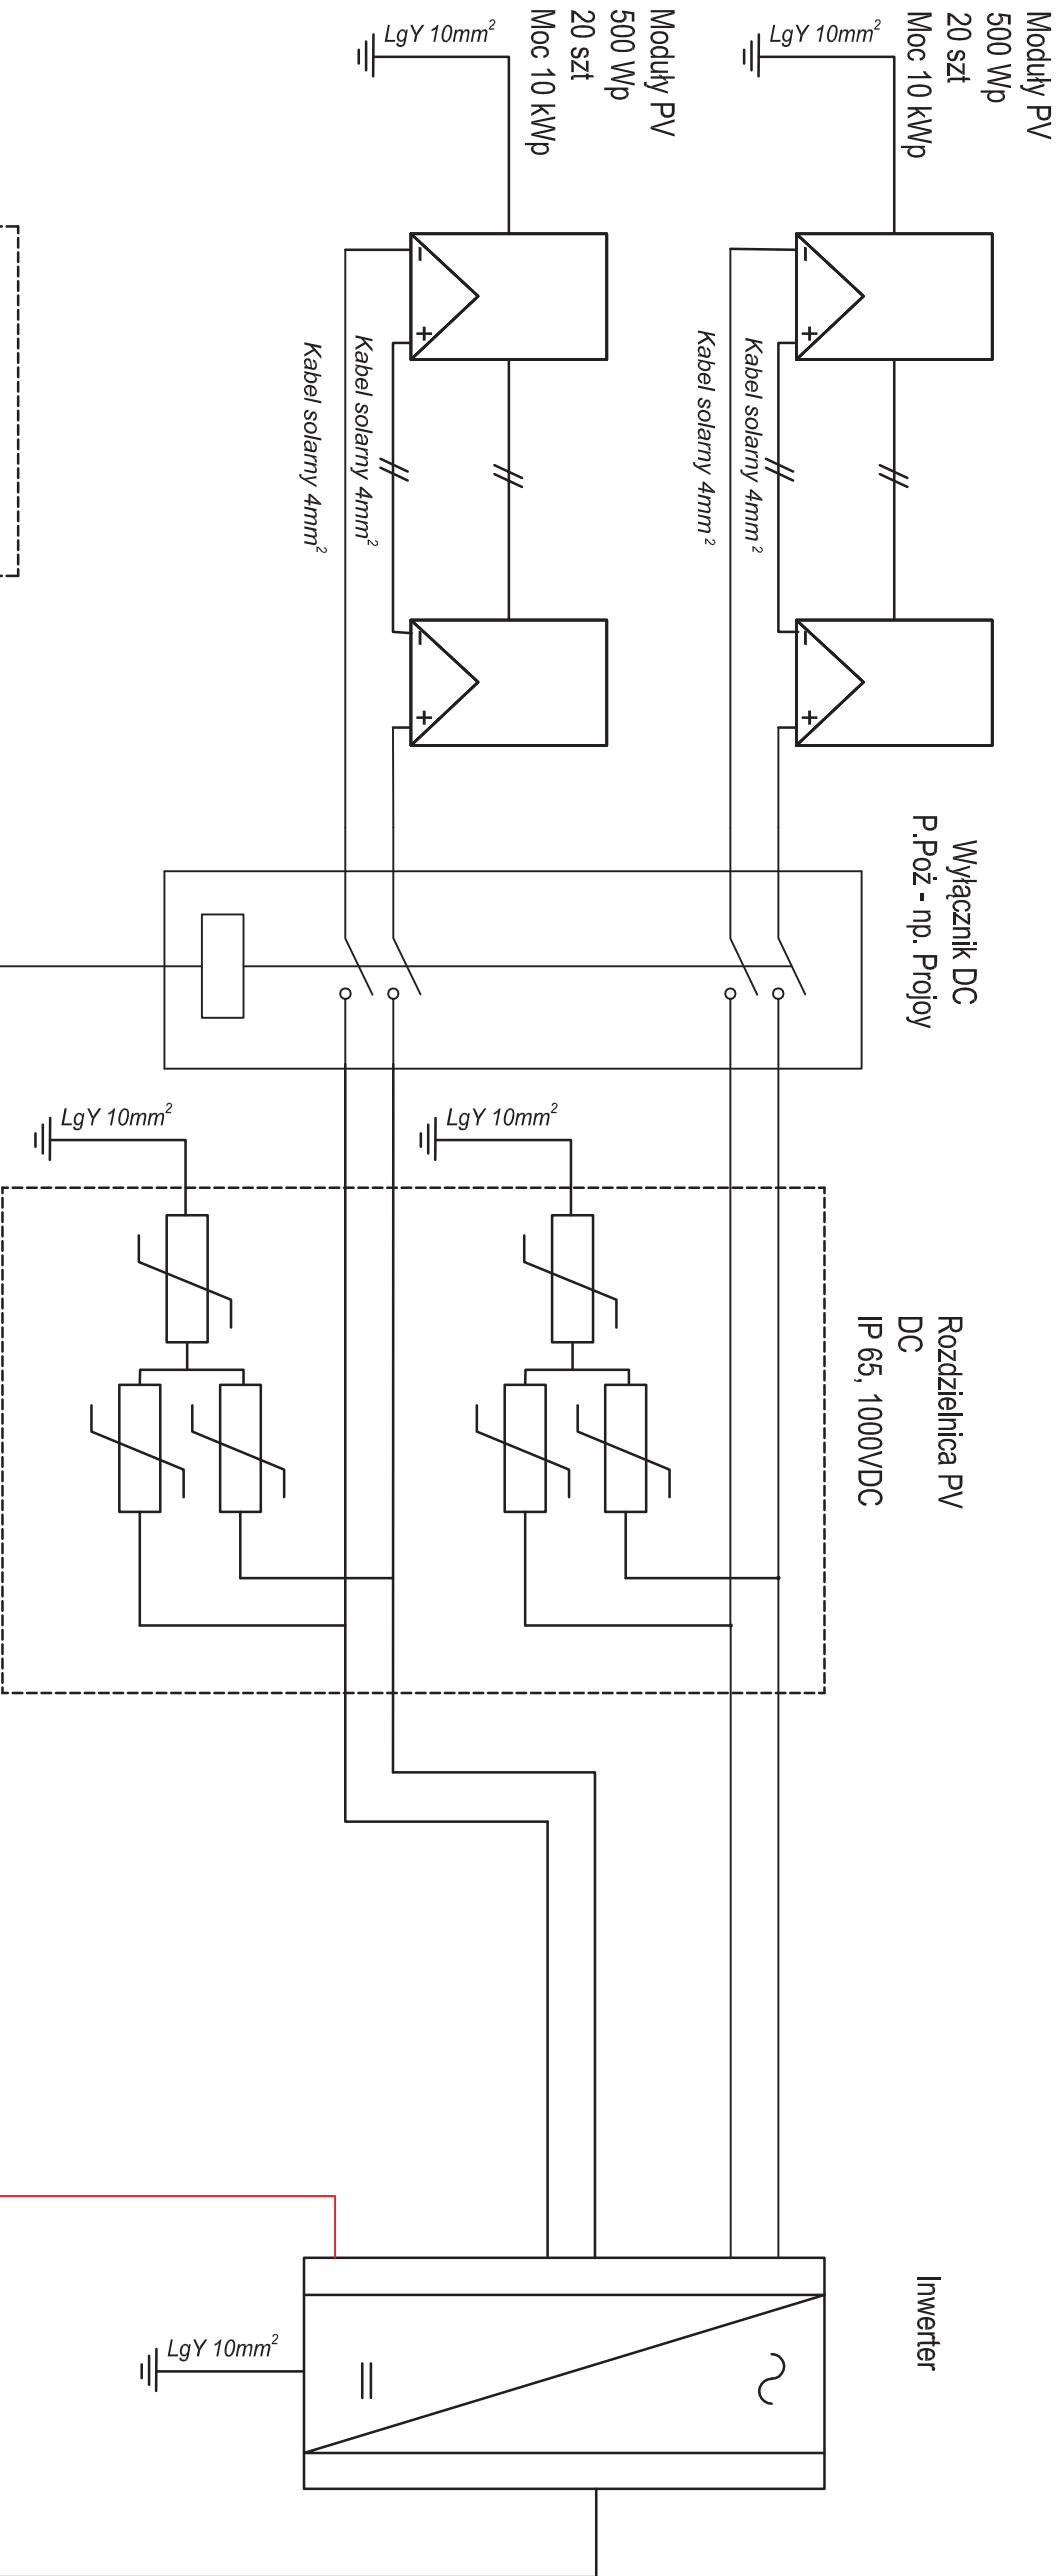 Moduły PV
500 Wp
20 szt
Moc 10 kWp
LgY 10mm²
Moduły PV
500 Wp
20 szt
Moc 10 kWp
LgY 10mm²
Kabel solarny 4mm²
Kabel solarny 4mm²
Kabel solarny 4mm²
Kabel solarny 4mm²
Wyłącznik DC
P.Poż - np. Projoy
LgY 10mm²
LgY 10mm²
Rozdzielnica PV
DC
IP 65, 1000VDC
Inwerter
LgY 10mm²